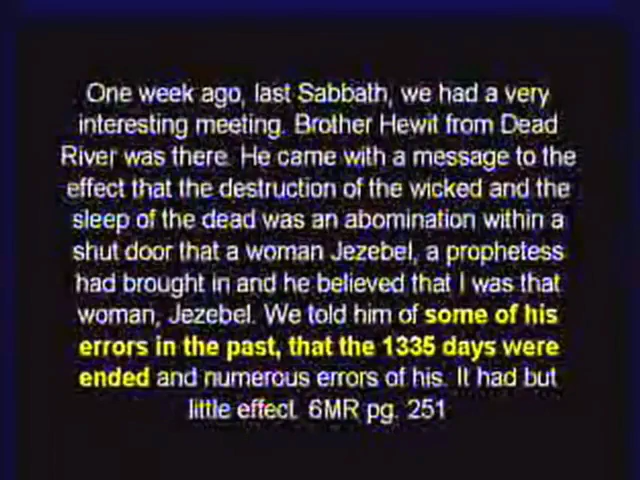 One week ago, last Sabbath, we had a very
interesting meeting. Brother Hewit from Dead
River was there. He came with a message to the
effect that the destruction of the wicked and the
sleep of the dead was an abomination within a
shut door that a woman Jezebel, a prophetess
had brought in and he believed that I was that
woman, Jezebel. We told him of some of his
errors in the past, that the 1335 days were
ended and numerous errors of his. It had but
little effect. 6MR pg. 251